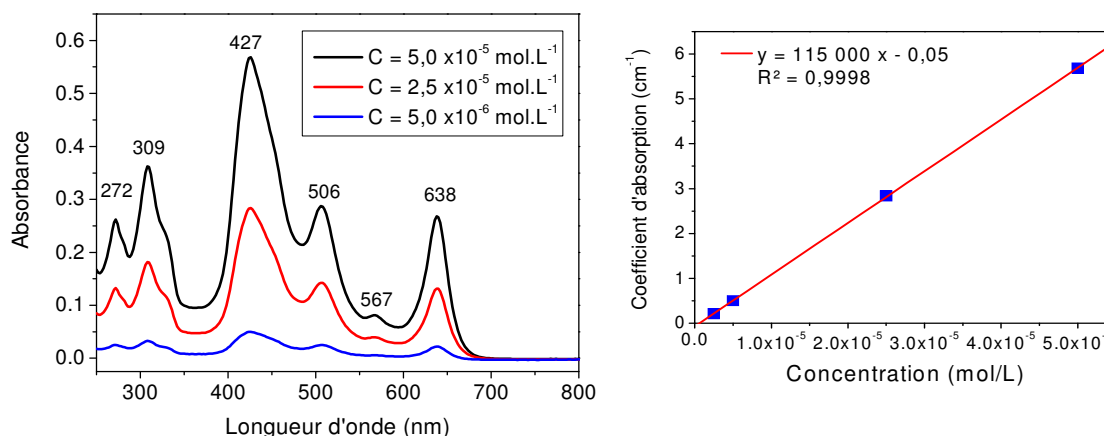 0.6
0.5
0.4
0.3
0.2
0.1
0.0
Absorbance
272
309
427
506
567
638
C = 5,0 x10⁻⁵ mol.L⁻¹
C = 2,5 x10⁻⁵ mol.L⁻¹
C = 5,0 x10⁻⁶ mol.L⁻¹
300 400 500 600 700 800
Longueur d'onde (nm)
y = 115 000 x - 0,05
R² = 0,9998
Coefficient d'absorption (cm⁻¹)
6
5
4
3
2
1
0
0.0 1.0x10⁻⁵ 2.0x10⁻⁵ 3.0x10⁻⁵ 4.0x10⁻⁵
Concentration (mol/L)